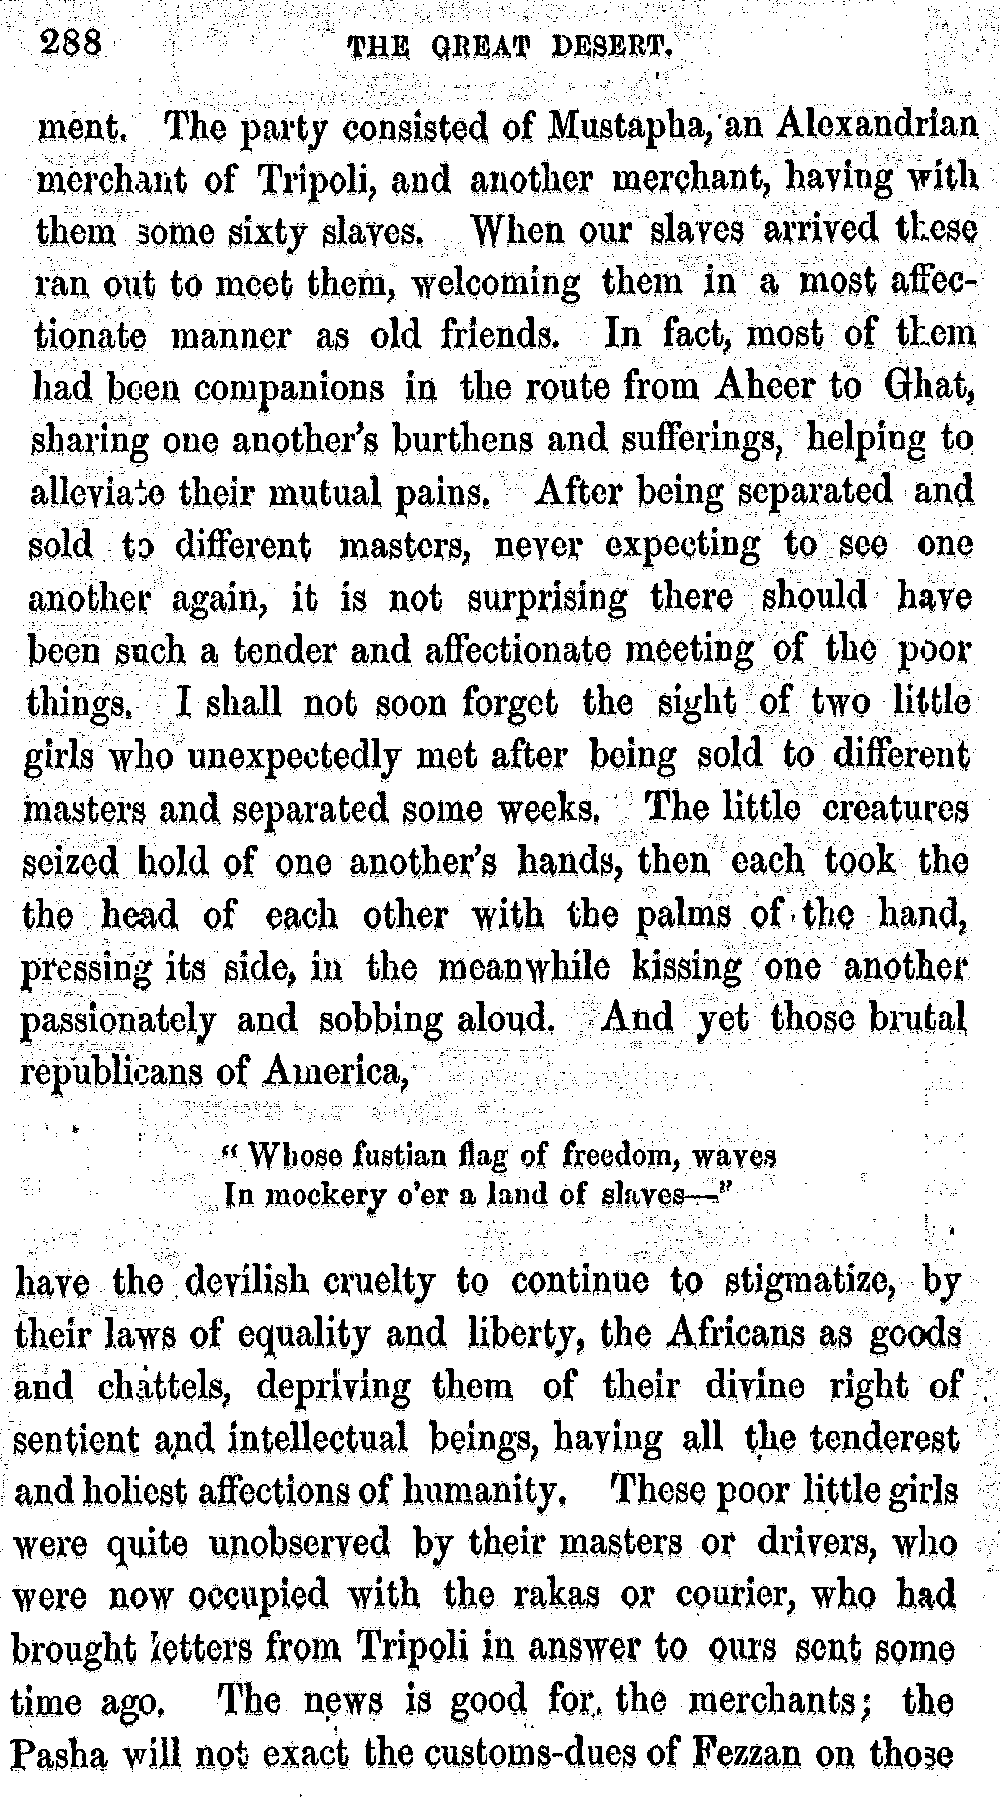 288 THE GREAT DESERT.
ment. The party consisted of Mustapha, an Alexandrian
merchant of Tripoli, and another merchant, having with
them some sixty slaves. When our slaves arrived these
ran out to meet them, welcoming them in a most affec-
tionate manner as old friends. In fact, most of them
had been companions in the route from Aheer to Ghat,
sharing one another's burthens and sufferings, helping to
alleviate their mutual pains. After being separated and
sold to different masters, never expecting to see one
another again, it is not surprising there should have
been such a tender and affectionate meeting of the poor
things. I shall not soon forget the sight of two little
girls who unexpectedly met after being sold to different
masters and separated some weeks. The little creatures
seized hold of one another's hands, then each took the
the head of each other with the palms of the hand,
pressing its side, in the meanwhile kissing one another
passionately and sobbing aloud. And yet those brutal
republicans of America,
"Whose fustian flag of freedom, waves
In mockery o'er a land of slaves—"
have the devilish cruelty to continue to stigmatize, by
their laws of equality and liberty, the Africans as goods
and chattels, depriving them of their divine right of
sentient and intellectual beings, having all the tenderest
and holiest affections of humanity. These poor little girls
were quite unobserved by their masters or drivers, who
were now occupied with the rakas or courier, who had
brought letters from Tripoli in answer to ours sent some
time ago. The news is good for the merchants; the
Pasha will not exact the customs-dues of Fezzan on those